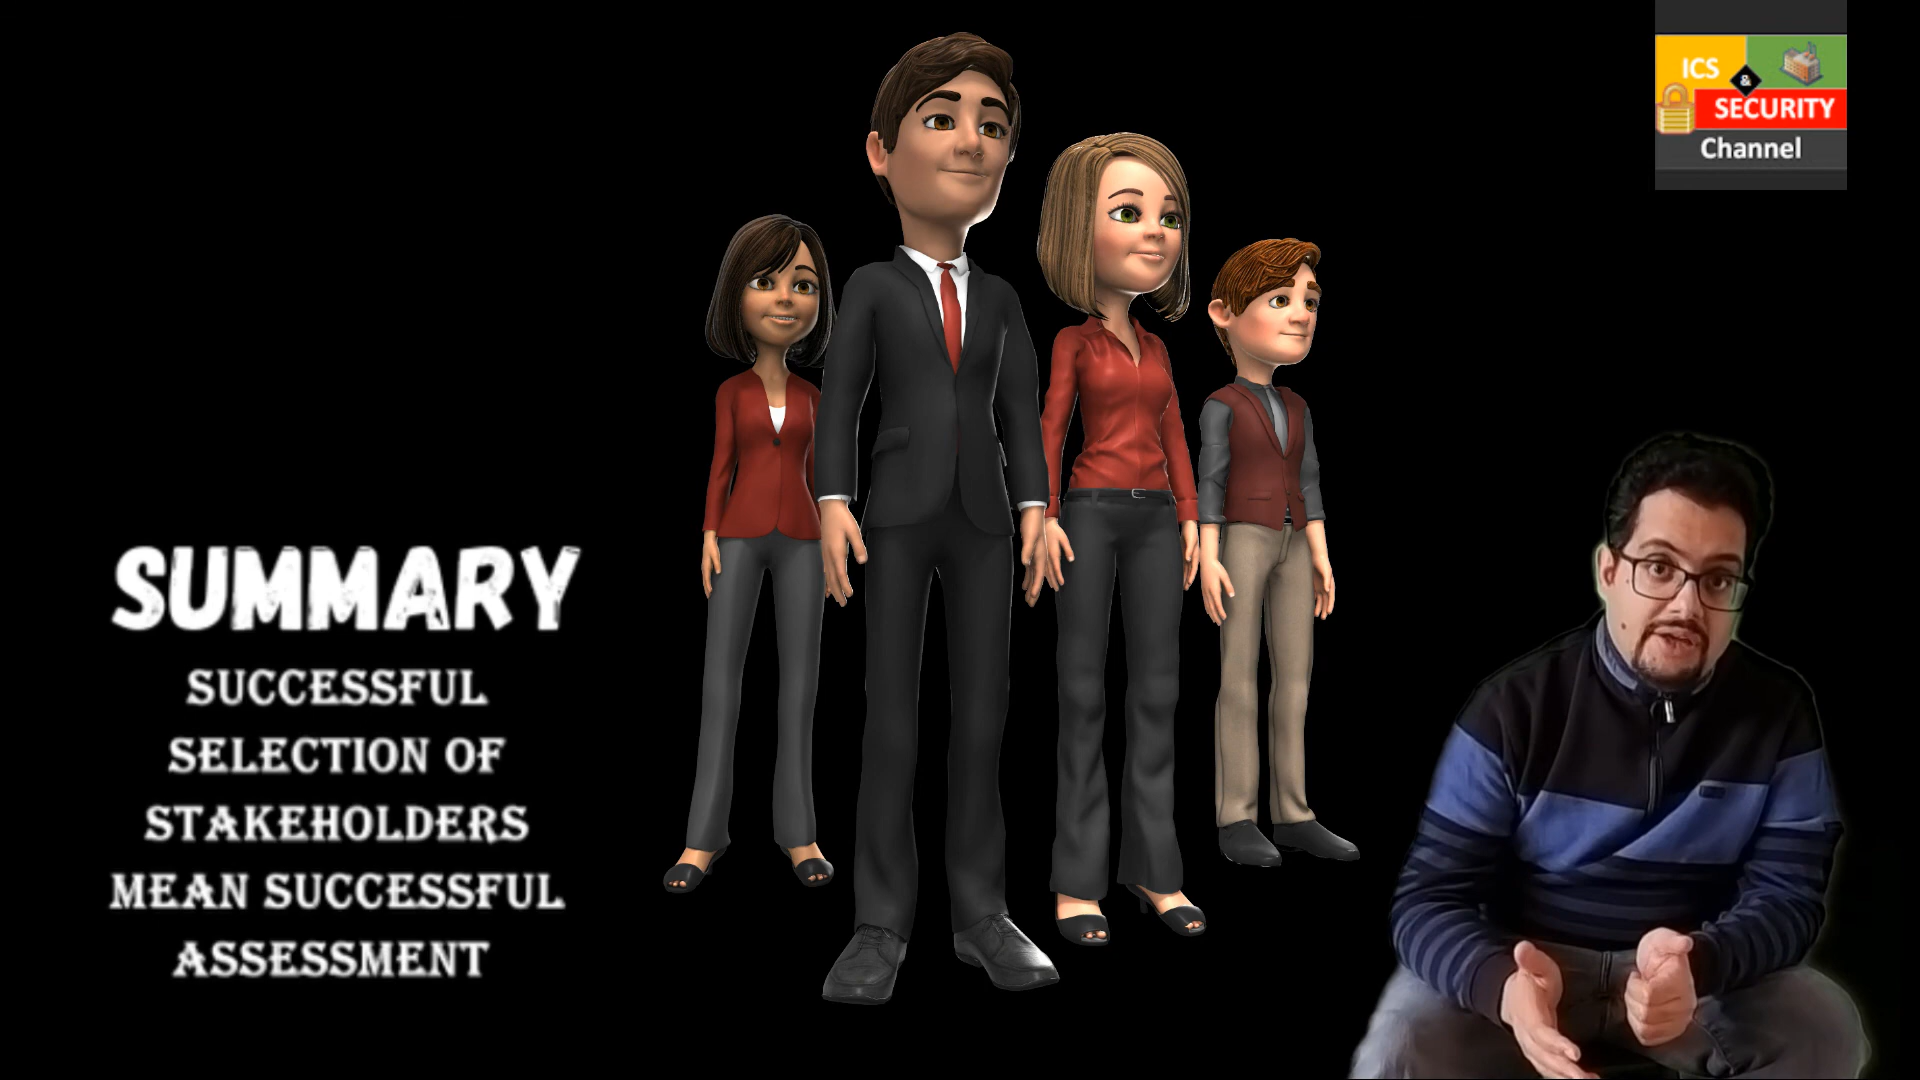 ICS
&
SECURITY
Channel
SUMMARY
SUCCESSFUL
SELECTION OF
STAKEHOLDERS
MEAN SUCCESSFUL
ASSESSMENT